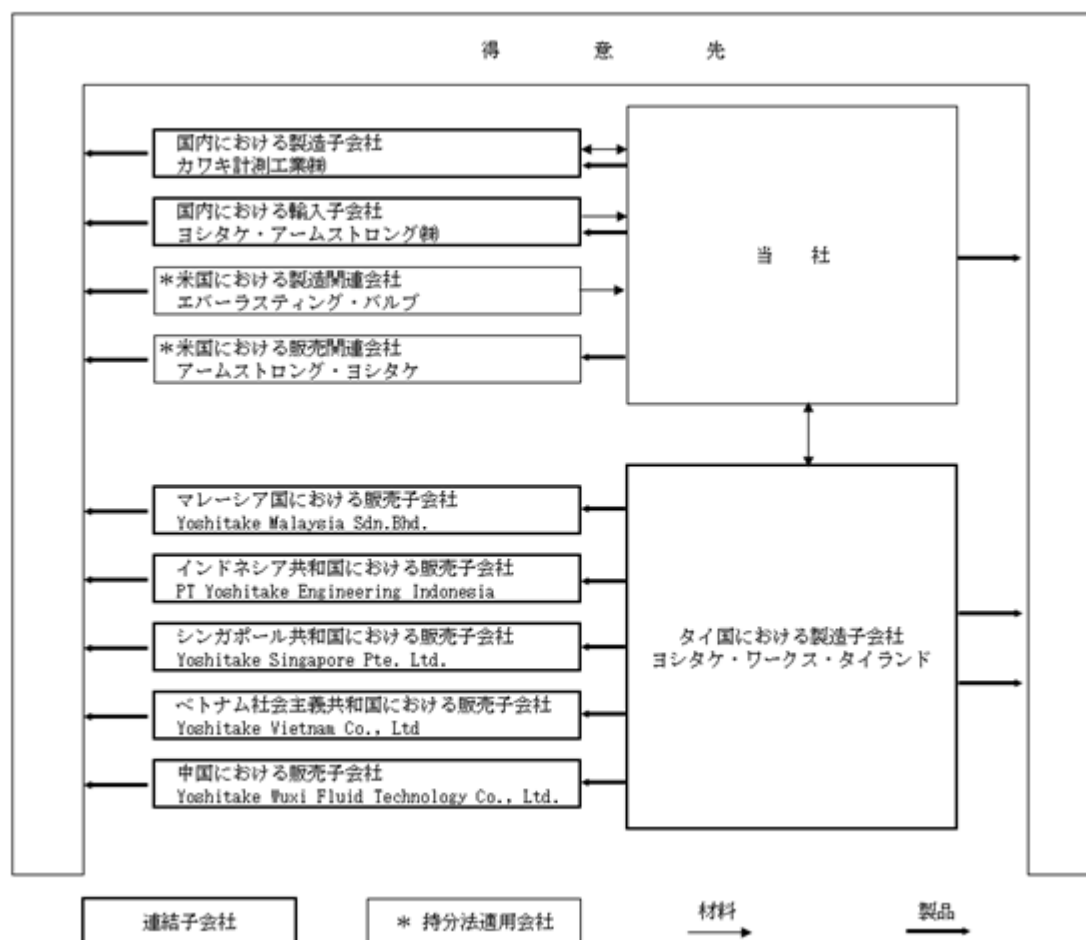 得意先
国内における製造子会社
カワキ計測工業㈱
国内における輸入子会社
ヨシタケ・アームストロング㈱
*米国における製造関連会社
エバーラスティング・バルブ
*米国における販売関連会社
アームストロング・ヨシタケ
当社
マレーシア国における販売子会社
Yoshitake Malaysia Sdn.Bhd.
インドネシア共和国における販売子会社
PT Yoshitake Engineering Indonesia
シンガポール共和国における販売子会社
Yoshitake Singapore Pte. Ltd.
ベトナム社会主義共和国における販売子会社
Yoshitake Vietnam Co., Ltd
中国における販売子会社
Yoshitake Wuxi Fluid Technology Co., Ltd.
タイ国における製造子会社
ヨシタケ・ワークス・タイランド
連結子会社
* 持分法適用会社
材料
製品